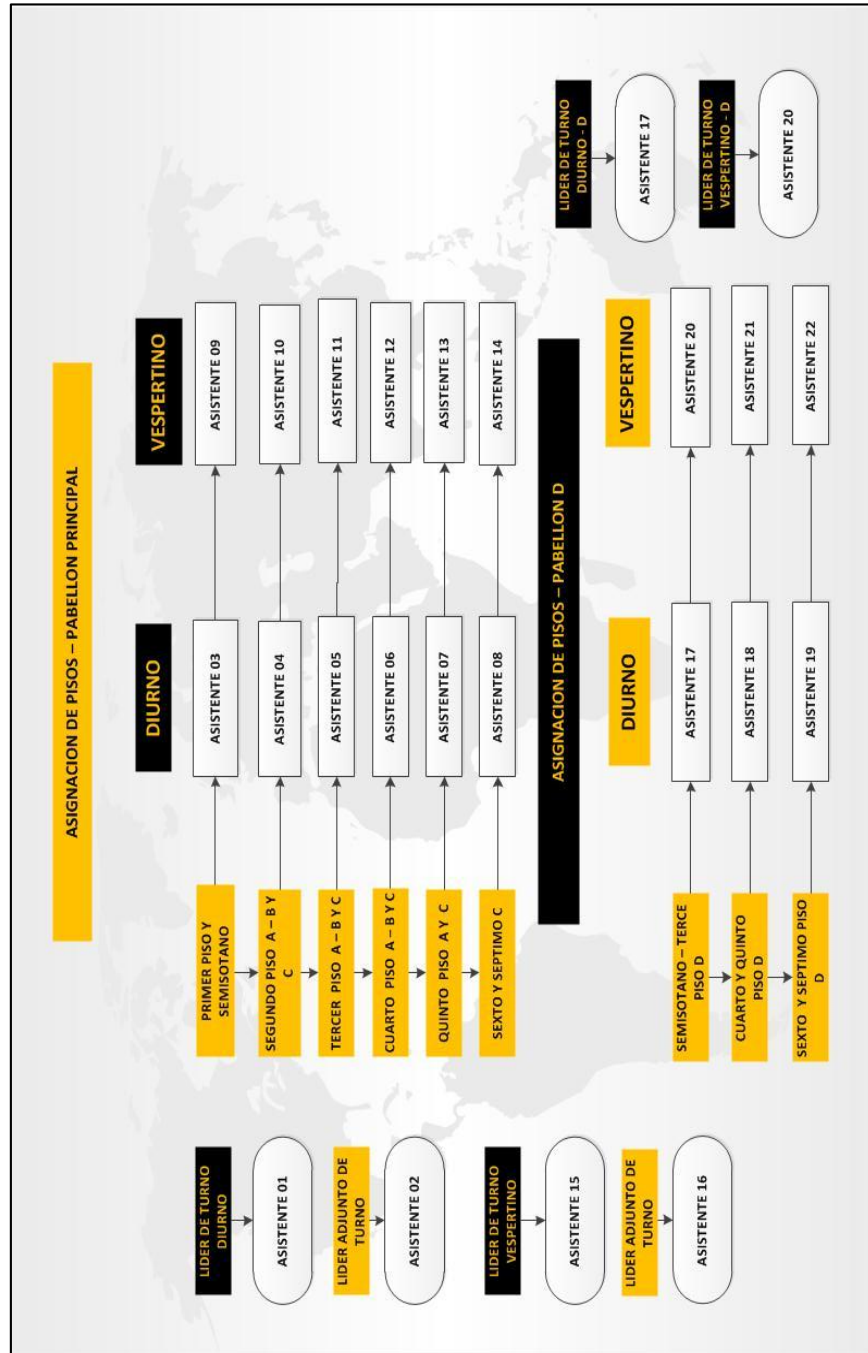 ASIGNACION DE PISOS – PABELLON PRINCIPAL
LIDER DE TURNO
DIURNO
ASISTENTE 01
LIDER ADJUNTO DE
TURNO
ASISTENTE 02
LIDER DE TURNO
VESPERTINO
ASISTENTE 15
LIDER ADJUNTO DE
TURNO
ASISTENTE 16
DIURNO
VESPERTINO
PRIMER PISO Y
SEMISOTANO
ASISTENTE 03
ASISTENTE 09
SEGUNDO PISO A – B Y
C
ASISTENTE 04
ASISTENTE 10
TERCER PISO A – B Y C
ASISTENTE 05
ASISTENTE 11
CUARTO PISO A – B Y C
ASISTENTE 06
ASISTENTE 12
QUINTO PISO A Y C
ASISTENTE 07
ASISTENTE 13
SEXTO Y SEPTIMO C
ASISTENTE 08
ASISTENTE 14
ASIGNACION DE PISOS – PABELLON D
DIURNO
VESPERTINO
SEMISOTANO – TERCE
PISO D
ASISTENTE 17
ASISTENTE 20
CUARTO Y QUINTO
PISO D
ASISTENTE 18
ASISTENTE 21
SEXTO Y SEPTIMO PISO
D
ASISTENTE 19
ASISTENTE 22
LIDER DE TURNO
DIURNO - D
ASISTENTE 17
LIDER DE TURNO
VESPERTINO - D
ASISTENTE 20